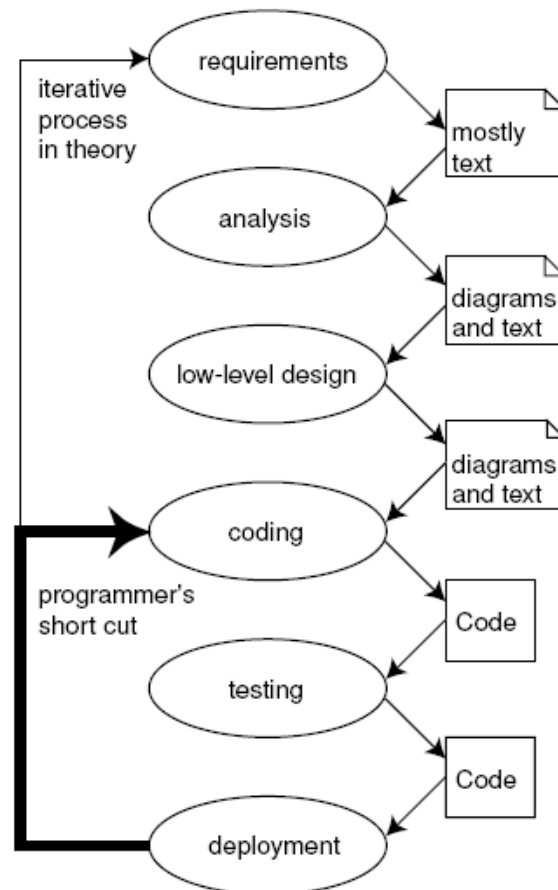 requirements
iterative
process
in theory
mostly
text
analysis
diagrams
and text
low-level design
diagrams
and text
coding
programmer's
short cut
Code
testing
Code
deployment